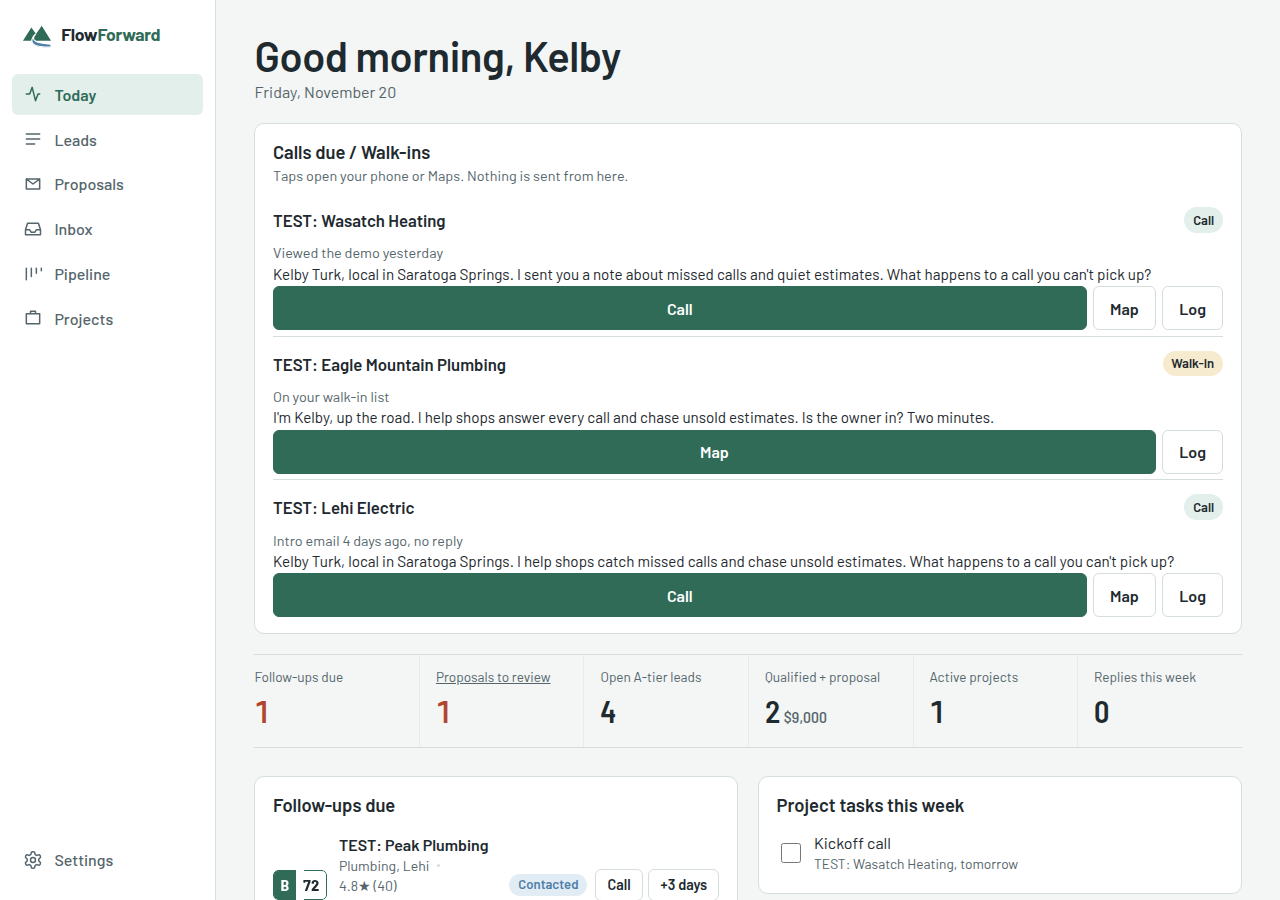 FlowForward
Today
Leads
Proposals
Inbox
Pipeline
Projects
Settings
Good morning, Kelby
Friday, November 20
Calls due / Walk-ins
Taps open your phone or Maps. Nothing is sent from here.
TEST: Wasatch Heating
Call
Viewed the demo yesterday
Kelby Turk, local in Saratoga Springs. I sent you a note about missed calls and quiet estimates. What happens to a call you can't pick up?
Call Map Log
TEST: Eagle Mountain Plumbing
Walk-in
On your walk-in list
I'm Kelby, up the road. I help shops answer every call and chase unsold estimates. Is the owner in? Two minutes.
Map Log
TEST: Lehi Electric
Call
Intro email 4 days ago, no reply
Kelby Turk, local in Saratoga Springs. I help shops catch missed calls and chase unsold estimates. What happens to a call you can't pick up?
Call Map Log
Follow-ups due
1
Proposals to review
1
Open A-tier leads
4
Qualified + proposal
2 $9,000
Active projects
1
Replies this week
0
Follow-ups due
B 72
TEST: Peak Plumbing
Plumbing, Lehi ·
4.8★ (40)
Contacted Call +3 days
Project tasks this week
Kickoff call
TEST: Wasatch Heating, tomorrow